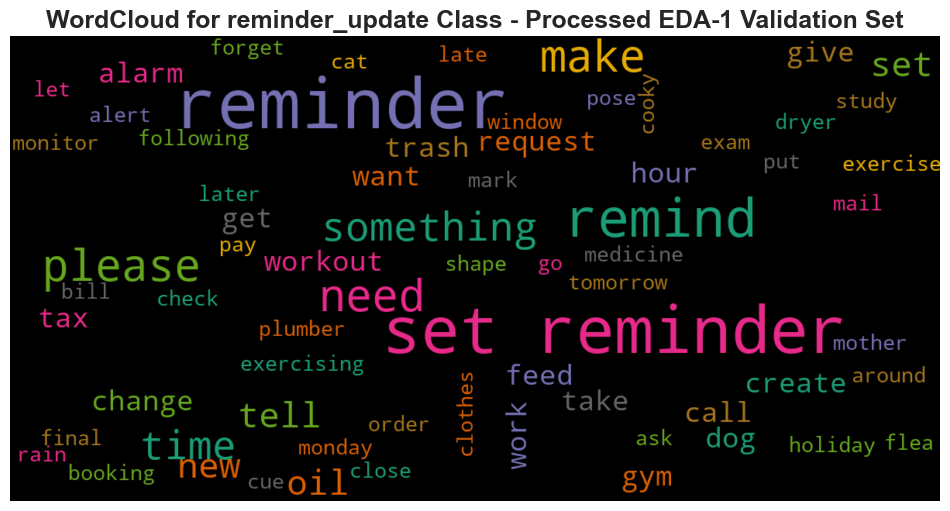 WordCloud for reminder_update Class - Processed EDA-1 Validation Set
forget
cat
late
make
give
set
let
alarm
reminder
pose
cooky
study
alert
window
dryer
monitor
following
trash
request
exam
put
exercise
want
mark
hour
later
get
something
remind
mail
please
pay
workout
shape
go
medicine
tomorrow
bill
check
need
tax
plumber
set reminder
mother
exercising
feed
create
around
change
tell
order
clothes
work
take
call
final
time
monday
ask
dog
holiday
flea
rain
booking
new
cue
oil
close
gym